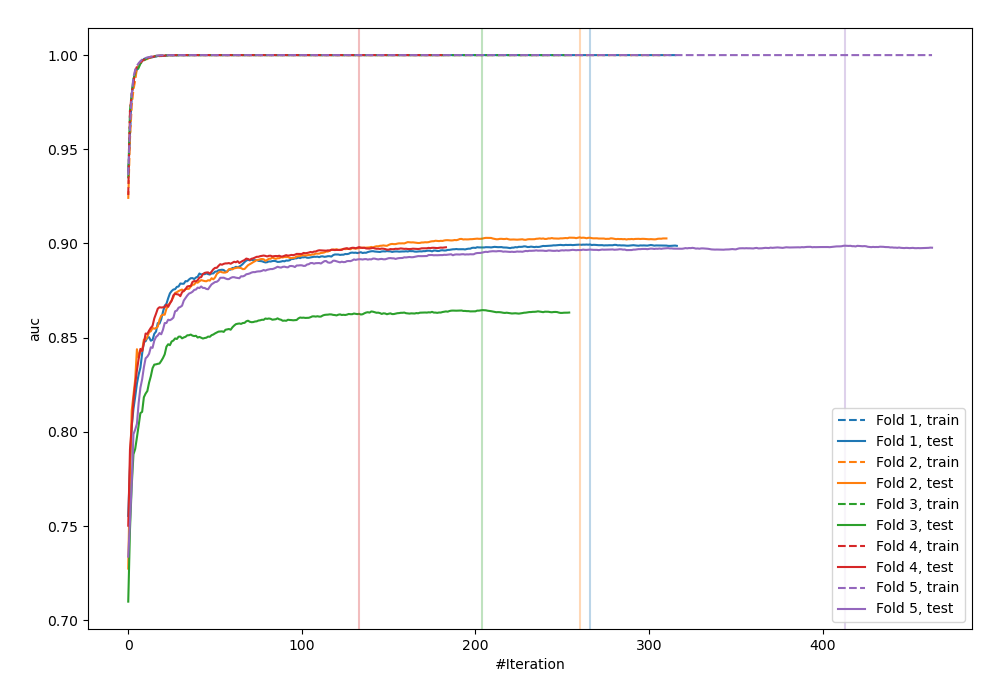 1.00
0.95
0.90
0.85
0.80
0.75
0.70
auc
0
100
200
300
400
#Iteration
Fold 1, train
Fold 1, test
Fold 2, train
Fold 2, test
Fold 3, train
Fold 3, test
Fold 4, train
Fold 4, test
Fold 5, train
Fold 5, test